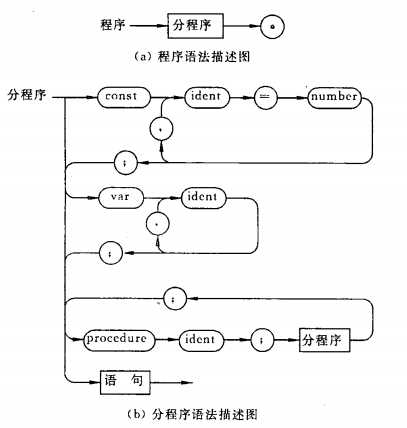 程序 分程序 .
(a) 程序语法描述图
分程序 const ident = number
,
;
var ident
,
;
;
procedure ident ; 分程序
语 句
(b) 分程序语法描述图